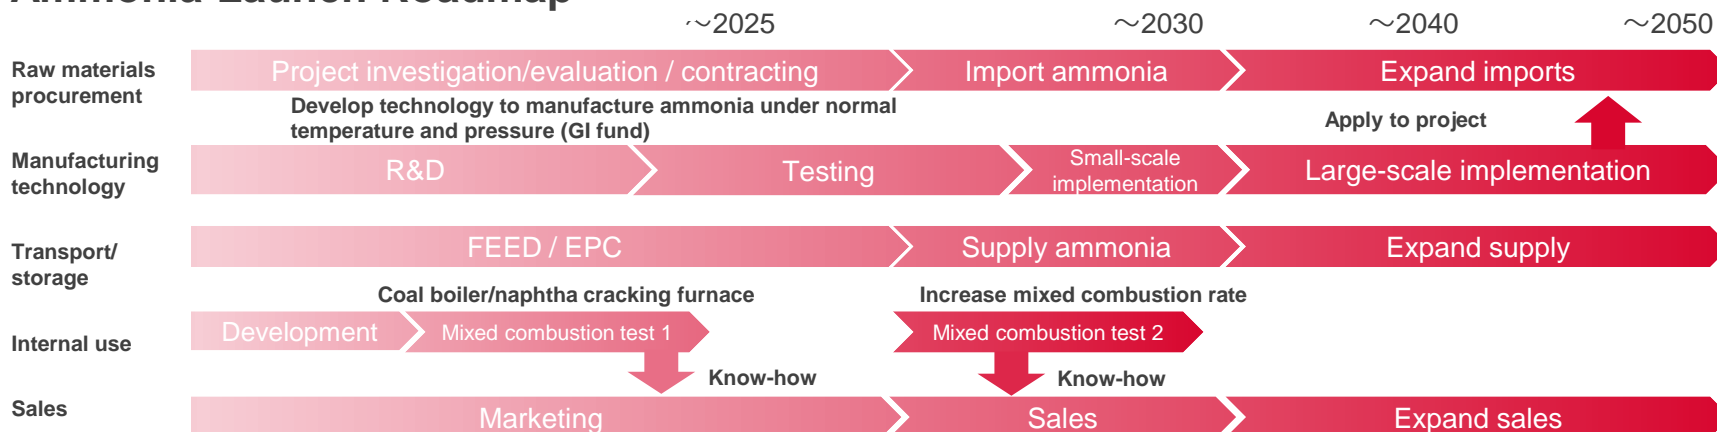 Ammonia Launch Roadmap
~2025
~2030
~2040
~2050
Raw materials
procurement
Project investigation/evaluation / contracting
Import ammonia
Expand imports
Develop technology to manufacture ammonia under normal
temperature and pressure (GI fund)
Apply to project
Manufacturing
technology
R&D
Testing
Small-scale
implementation
Large-scale implementation
Transport/
storage
FEED / EPC
Supply ammonia
Expand supply
Coal boiler/naphtha cracking furnace
Increase mixed combustion rate
Internal use
Development
Mixed combustion test 1
Mixed combustion test 2
Know-how
Know-how
Sales
Marketing
Sales
Expand sales